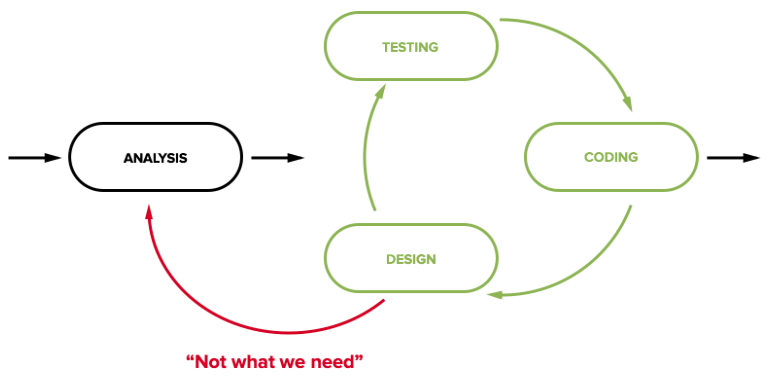 TESTING
ANALYSIS
CODING
DESIGN
“Not what we need”